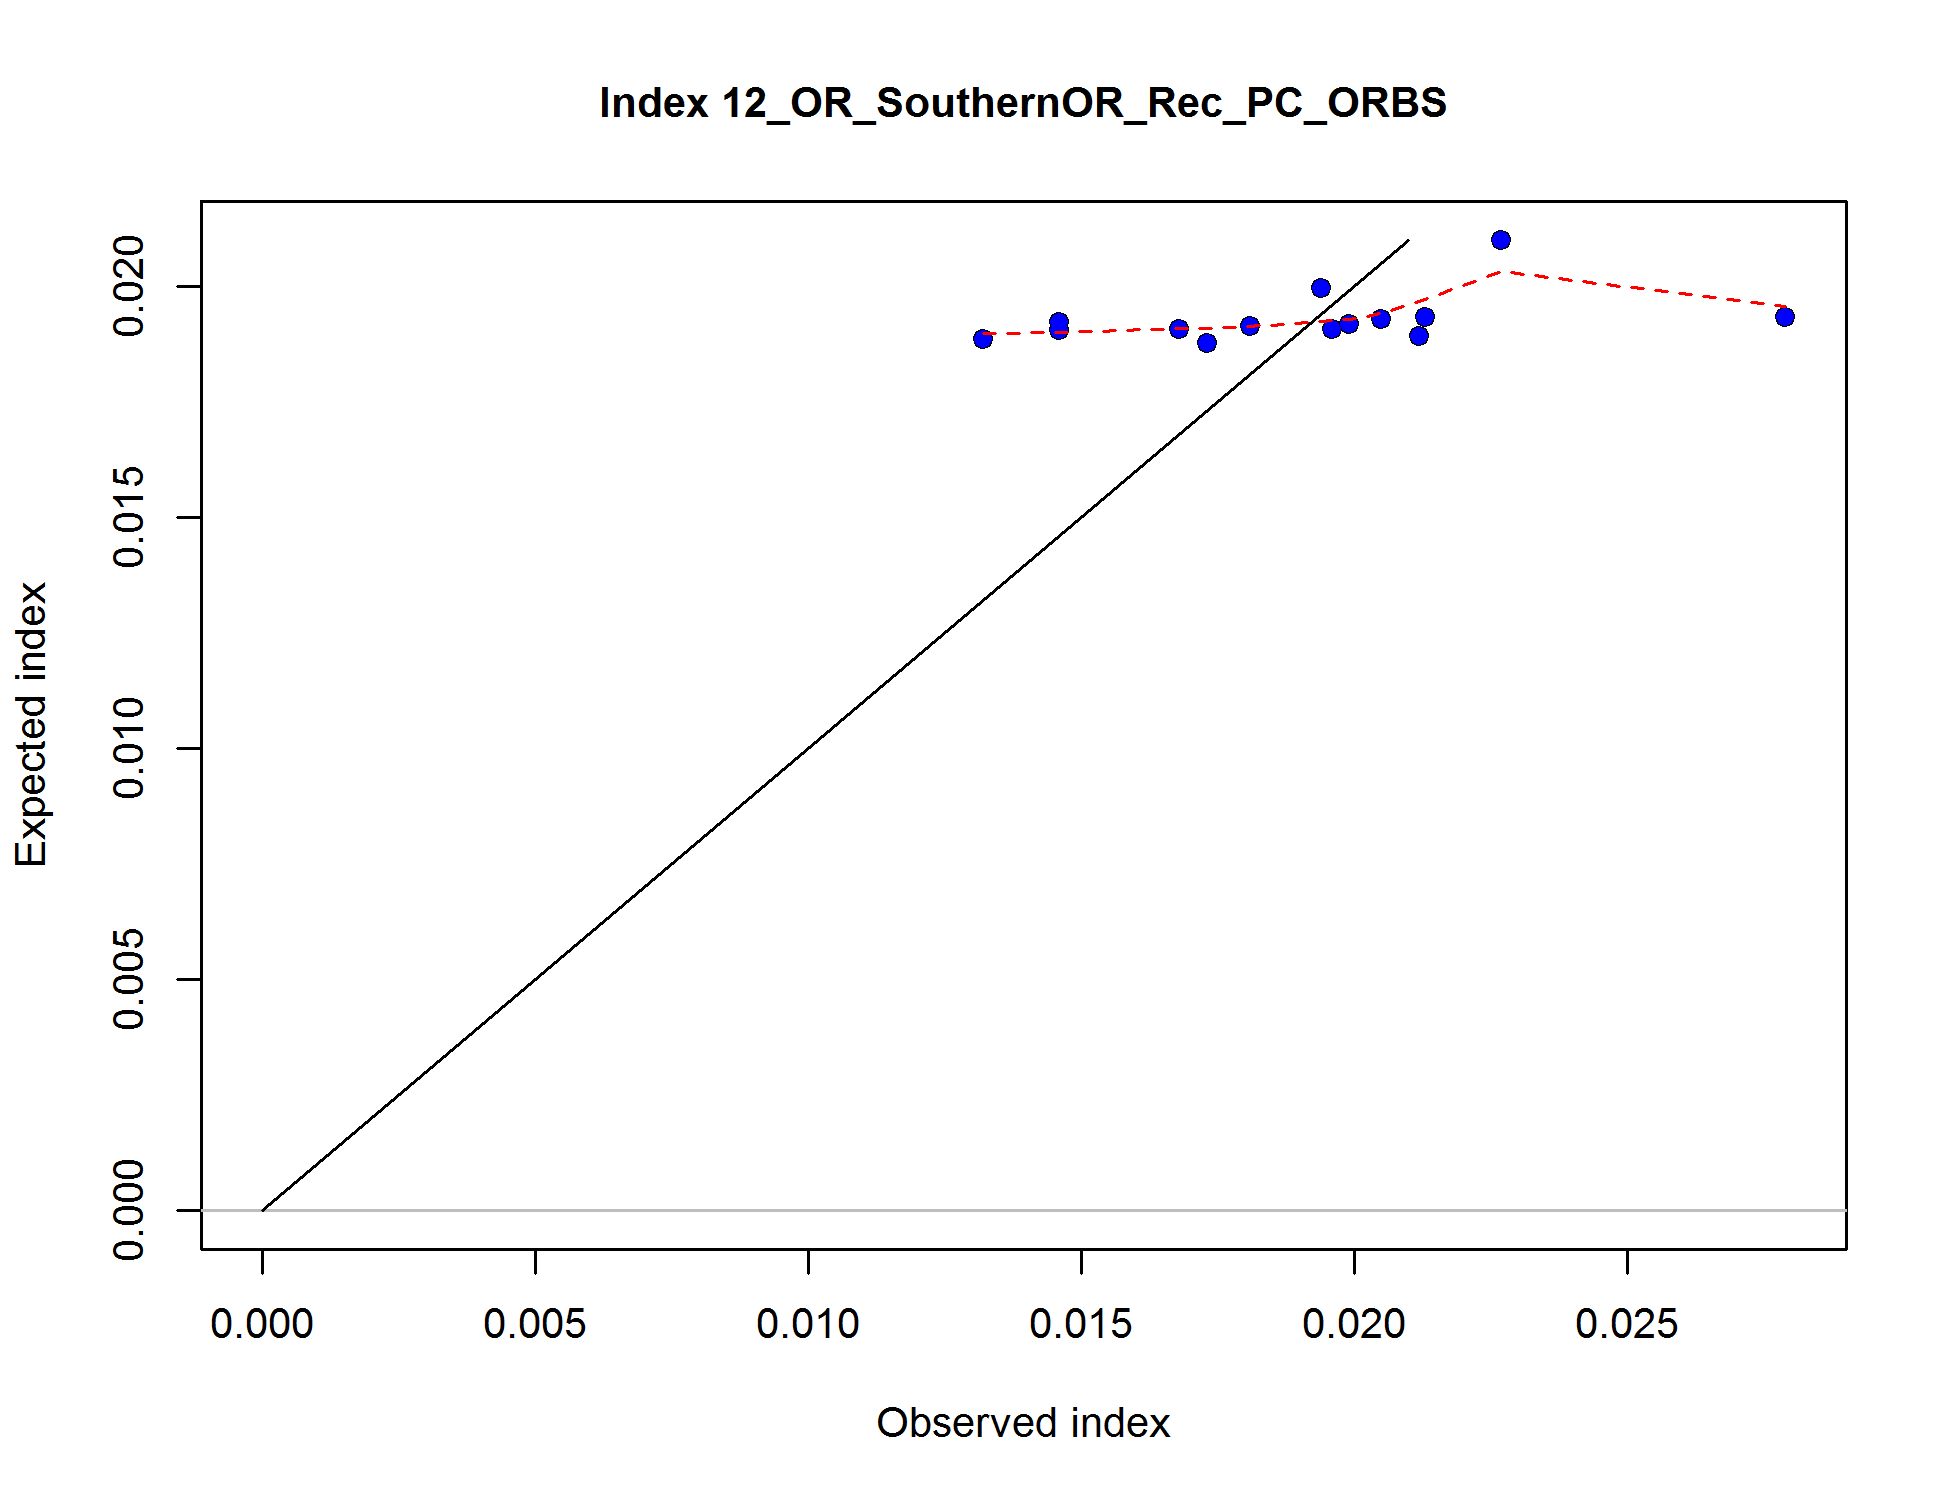 Index 12_OR_SouthernOR_Rec_PC_ORBS
Expected index
0.020
0.015
0.010
0.005
0.000
0.000 0.005 0.010 0.015 0.020 0.025
Observed index